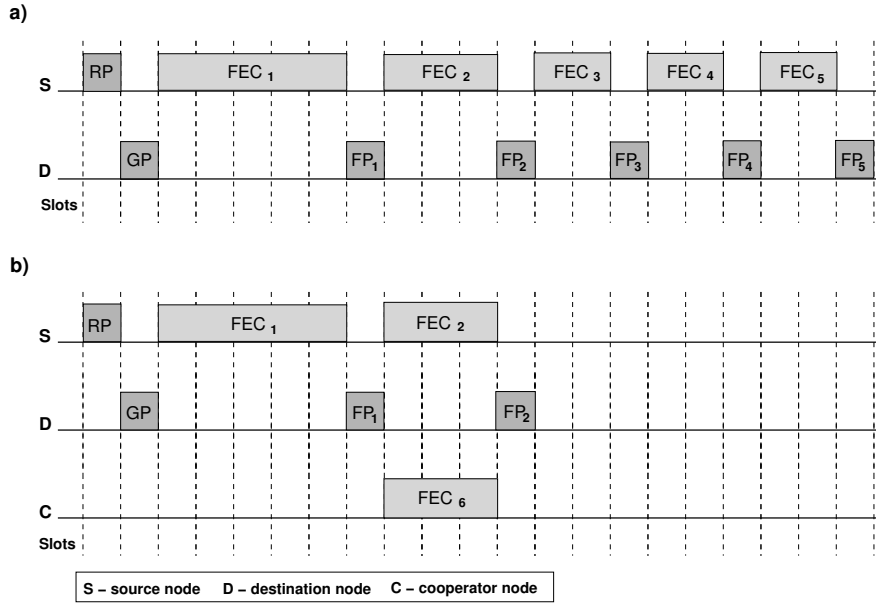 a)
RP FEC 1 FEC 2 FEC 3 FEC 4 FEC 5
S
GP FP1 FP2 FP3 FP4 FP5
D
Slots
b)
RP FEC 1 FEC 2
S
GP FP1 FP2
D
FEC 6
C
Slots
S – source node D – destination node C – cooperator node